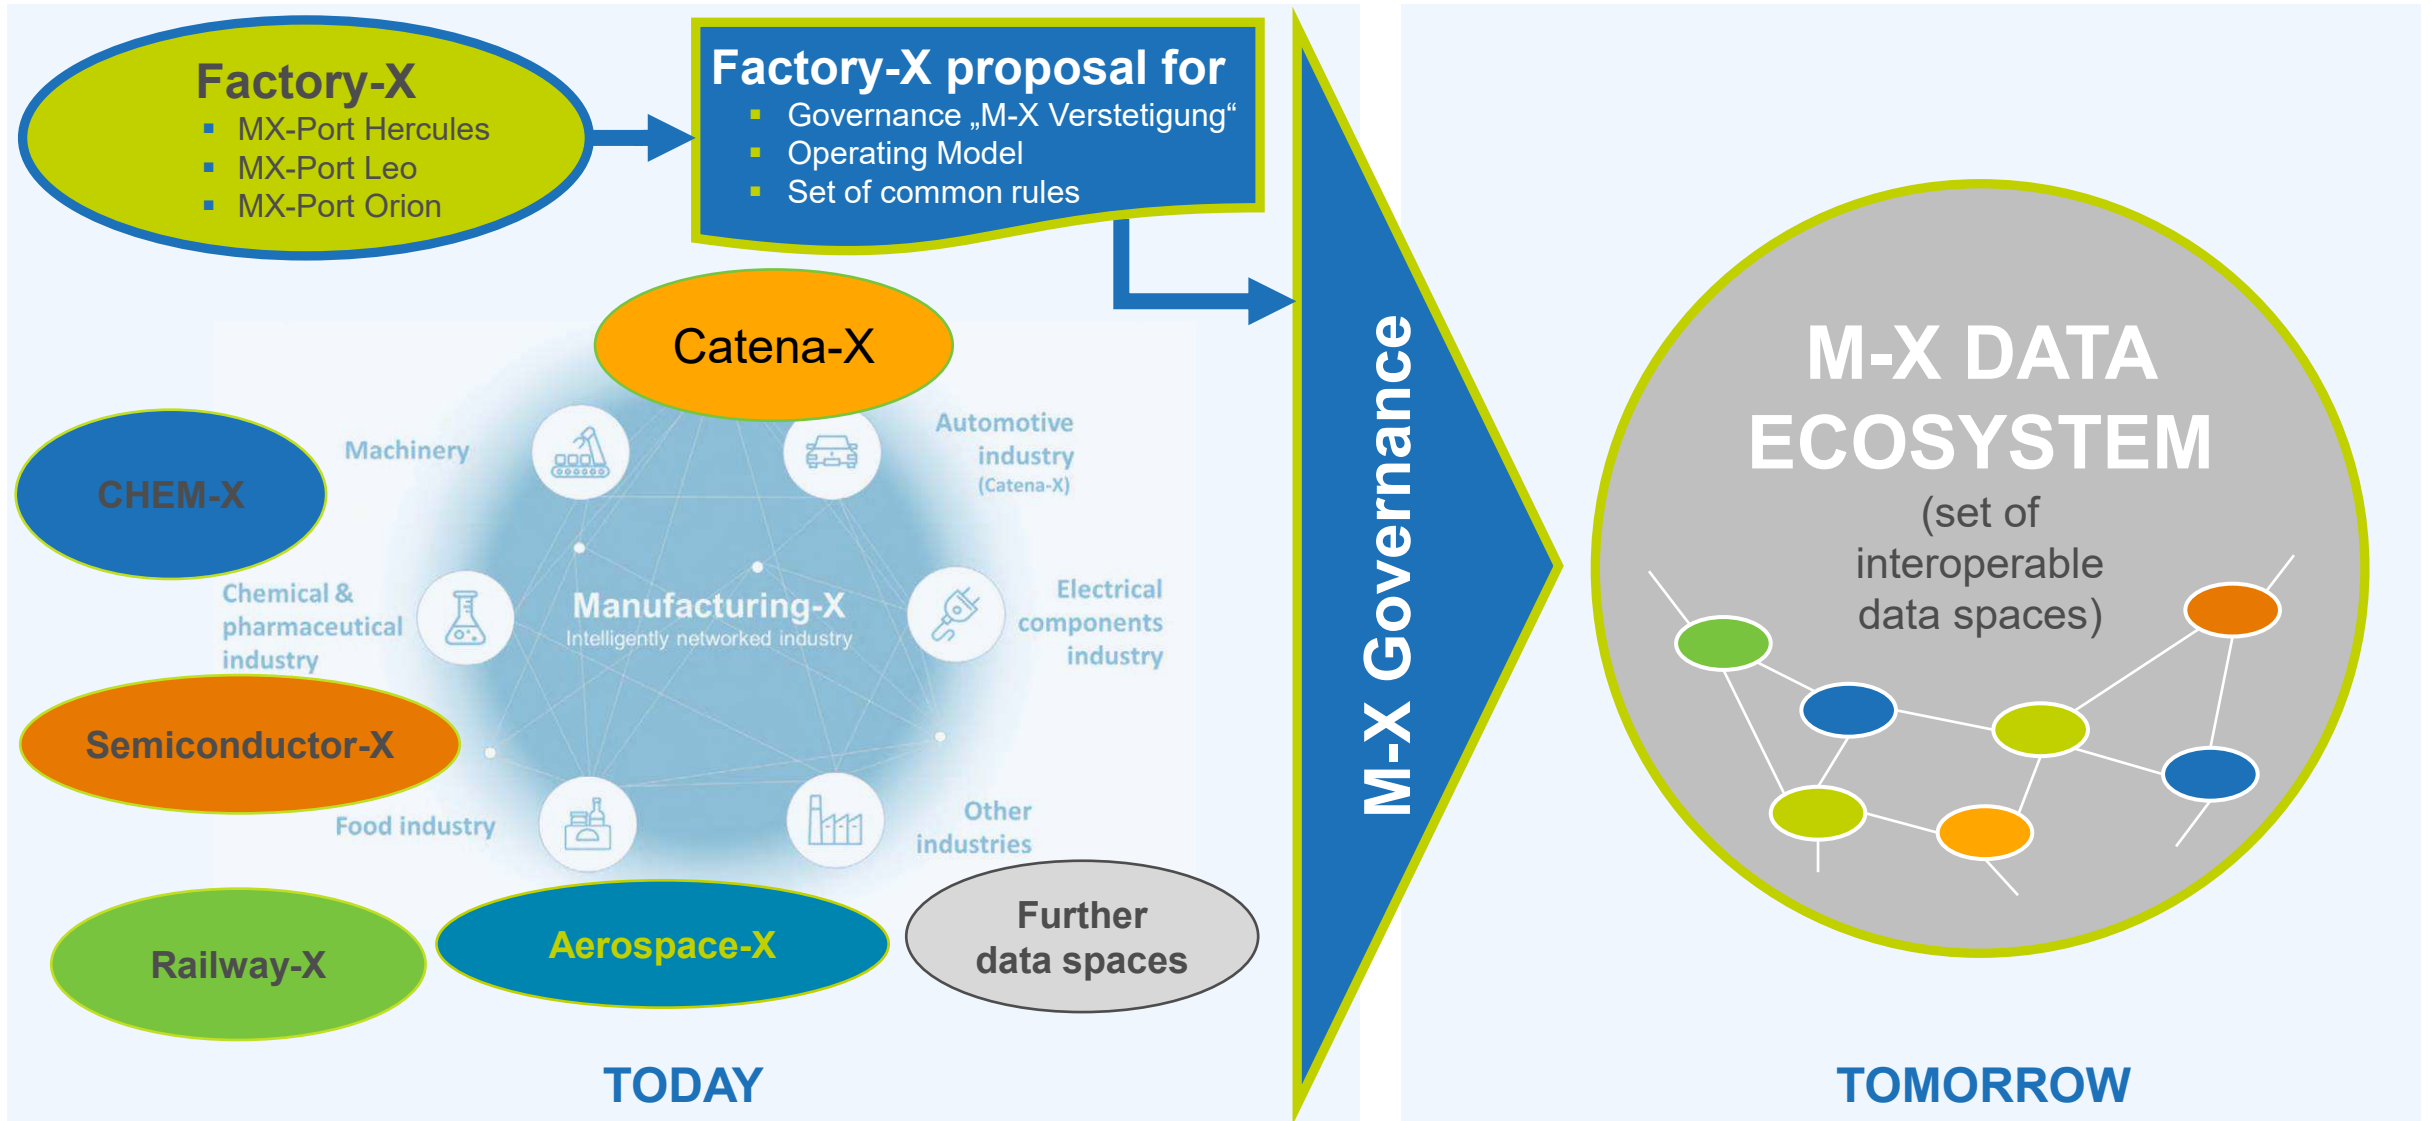 Factory-X
▪ MX-Port Hercules
▪ MX-Port Leo
▪ MX-Port Orion
Factory-X proposal for
▪ Governance „M-X Verstetigung“
▪ Operating Model
▪ Set of common rules
Catena-X
Machinery
Automotive
industry
(Catena-X)
CHEM-X
Chemical &
pharmaceutical
industry
Manufacturing-X
Intelligently networked industry
Electrical
components
industry
Semiconductor-X
Food industry
Other
industries
Railway-X
Aerospace-X
Further
data spaces
TODAY
M-X Governance
M-X DATA
ECOSYSTEM
(set of
interoperable
data spaces)
TOMORROW